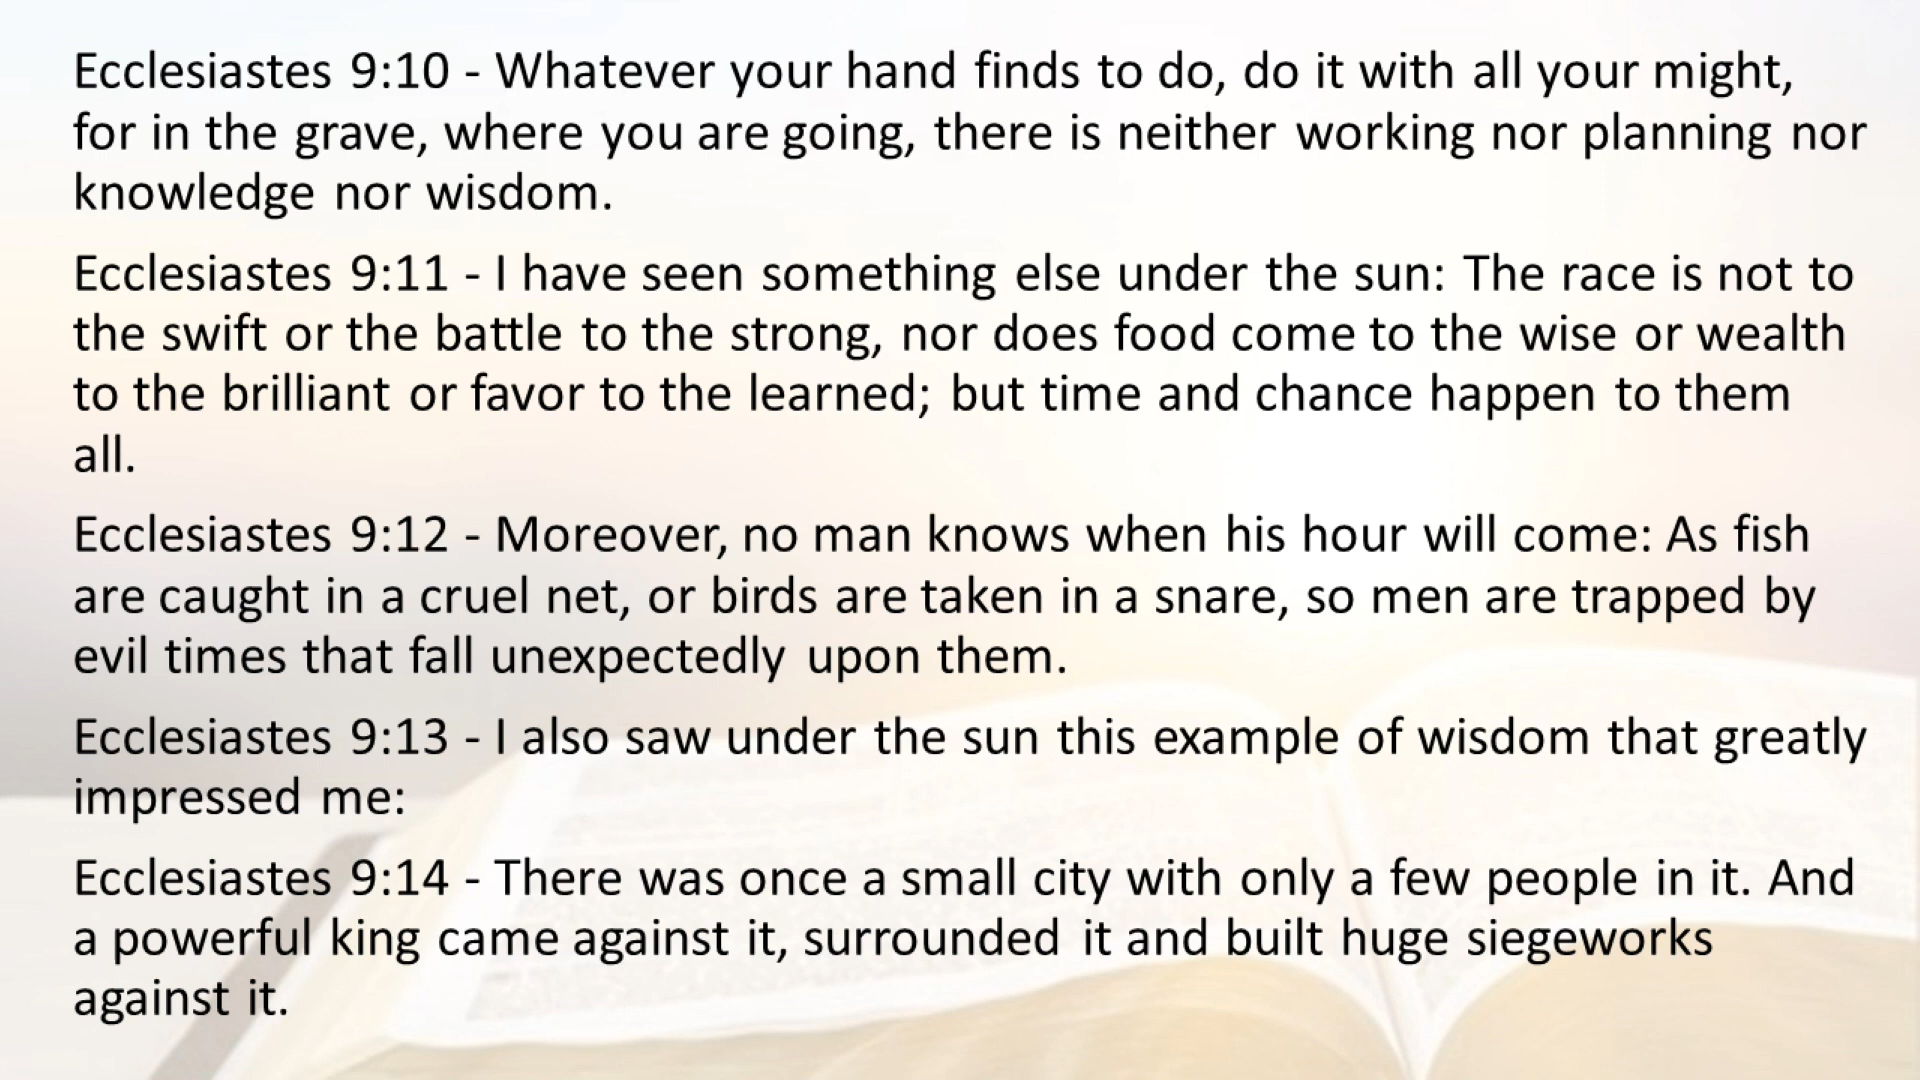 Ecclesiastes 9:10 - Whatever your hand finds to do, do it with all your might,
for in the grave, where you are going, there is neither working nor planning nor
knowledge nor wisdom.
Ecclesiastes 9:11 - I have seen something else under the sun: The race is not to
the swift or the battle to the strong, nor does food come to the wise or wealth
to the brilliant or favor to the learned; but time and chance happen to them
all.
Ecclesiastes 9:12 - Moreover, no man knows when his hour will come: As fish
are caught in a cruel net, or birds are taken in a snare, so men are trapped by
evil times that fall unexpectedly upon them.
Ecclesiastes 9:13 - I also saw under the sun this example of wisdom that greatly
impressed me:
Ecclesiastes 9:14 - There was once a small city with only a few people in it. And
a powerful king came against it, surrounded it and built huge siegeworks
against it.